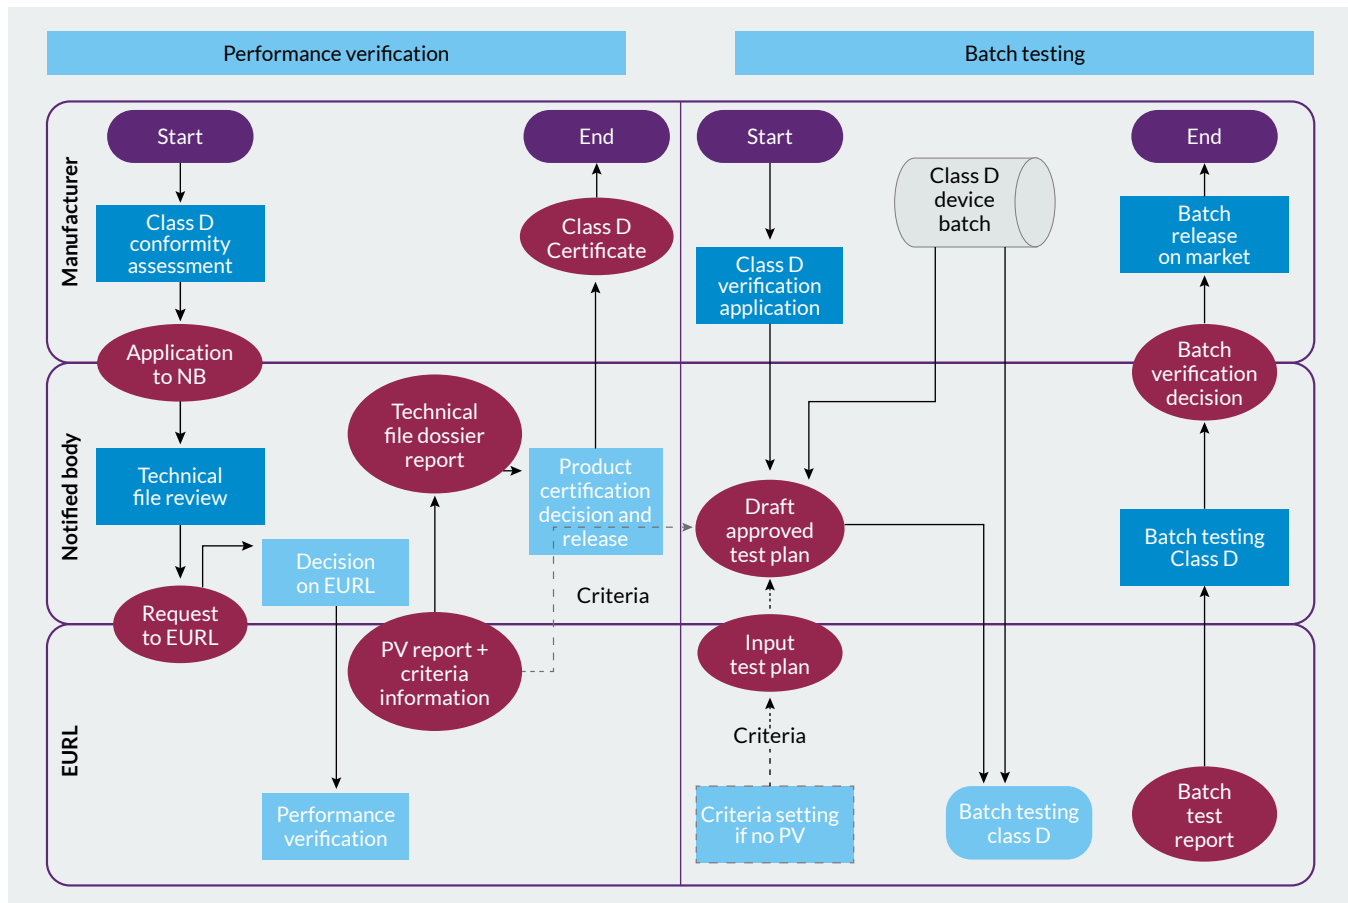 Performance verification
Batch testing
Manufacturer
Start
Class D
conformity
assessment
Application
to NB
End
Class D
Certificate
Start
Class D
verification
application
Class D
device
batch
End
Batch
release
on market
Batch
verification
decision
Notified body
Technical
file review
Request
to EURL
Decision
on EURL
Technical
file dossier
report
Product
certification
decision and
release
Criteria
Draft
approved
test plan
Batch testing
Class D
EURL
PV report +
criteria
information
Performance
verification
Input
test plan
Criteria
Criteria setting
if no PV
Batch testing
class D
Batch
test
report